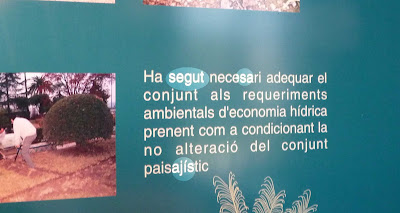 Ha segut necesari adequar el
conjunt als requeriments
ambientals d'economia hídrica
prenent com a condicionant la
no alteració del conjunt
paisajístic